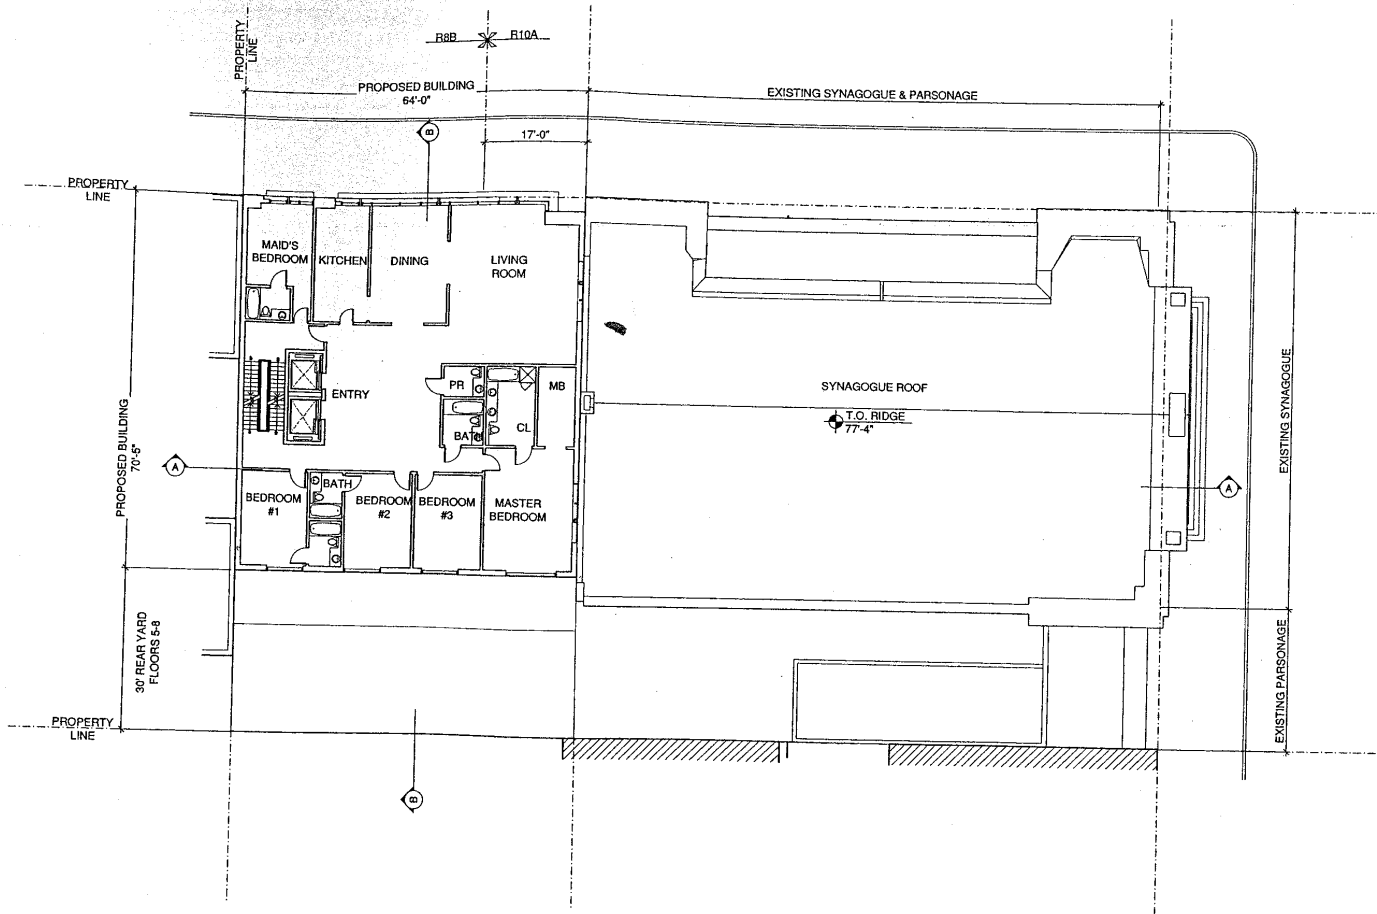 PROPERTY
LINE
R8B
R10A
PROPOSED BUILDING
64'-0"
EXISTING SYNAGOGUE & PARSONAGE
B
17'-0"
PROPERTY
LINE
MAID'S
BEDROOM
KITCHEN
DINING
LIVING
ROOM
ENTRY
PR
MB
BATH
CL
SYNAGOGUE ROOF
T.O. RIDGE
77'-4"
PROPOSED BUILDING
70'-5"
EXISTING SYNAGOGUE
A
A
BEDROOM
#1
BATH
BEDROOM
#2
BEDROOM
#3
MASTER
BEDROOM
30' REAR YARD
FLOORS 5-8
EXISTING PARSONAGE
PROPERTY
LINE
B